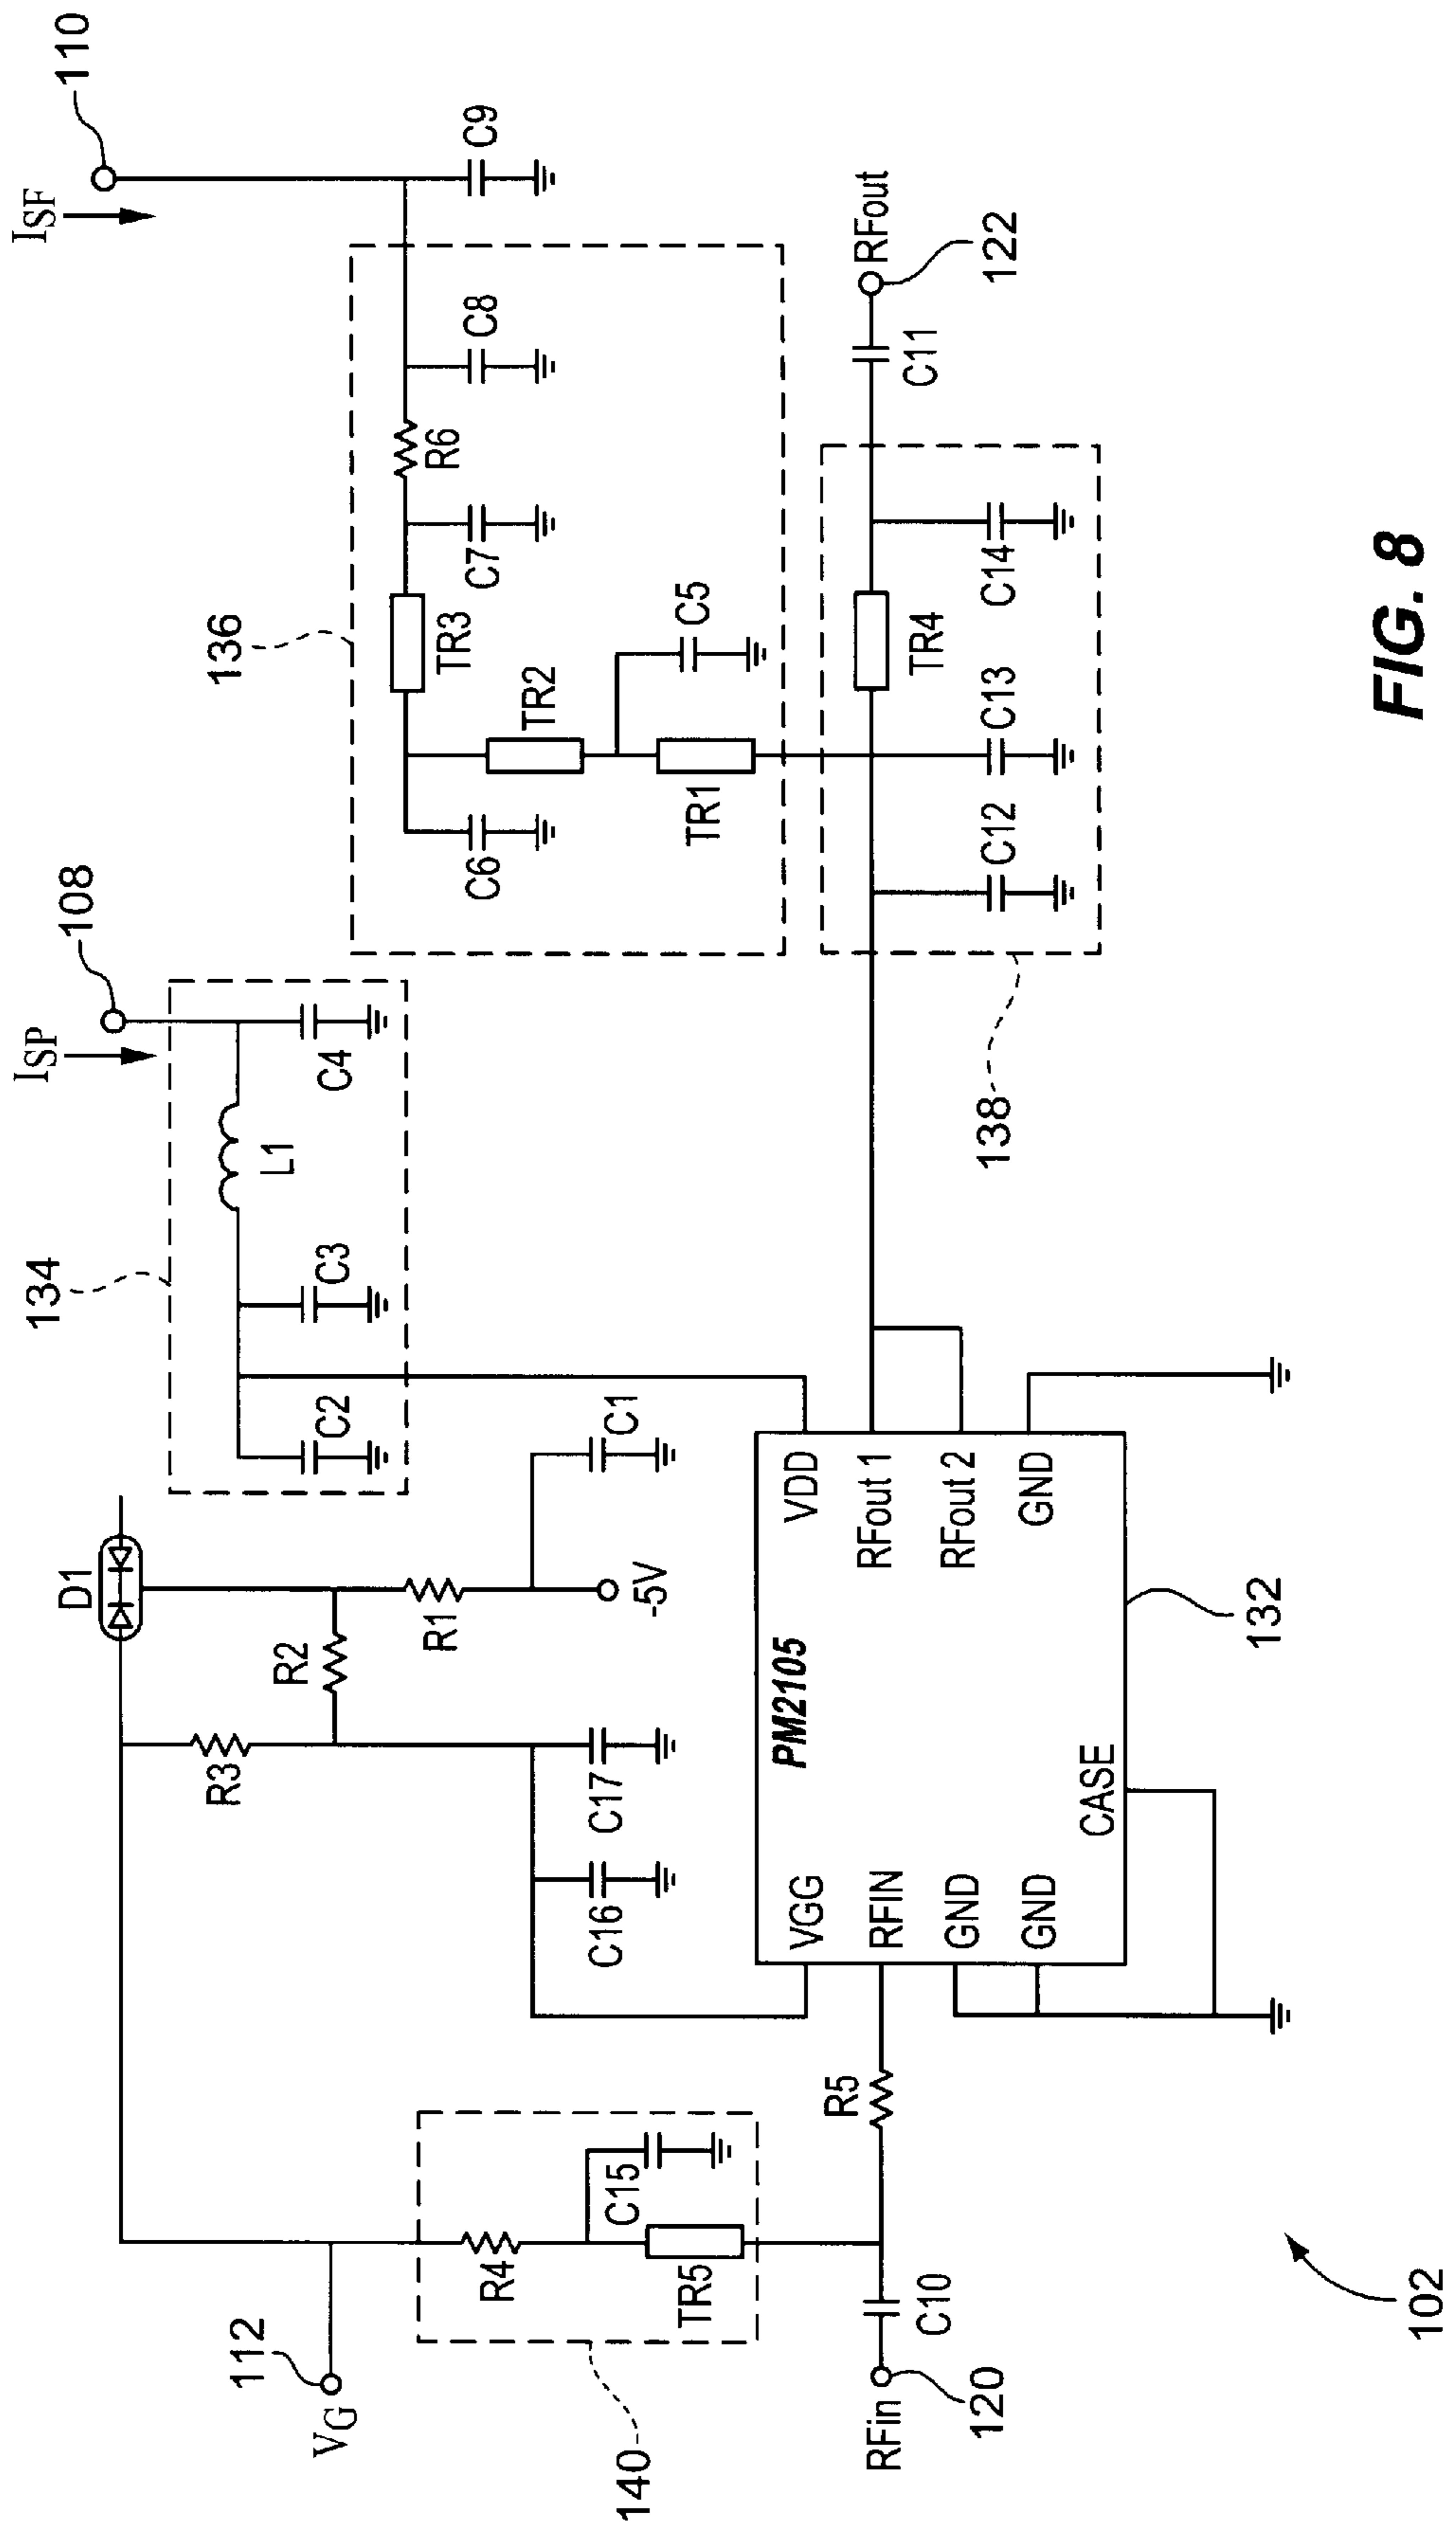 I_SP
I_SF
108
110
134
136
D1
L1
C4
C3
C2
C9
C8
R6
C7
TR3
C6
TR2
C5
TR1
R3
R2
R1
C1
-5V
C17
C16
112
V_G
R4
C15
TR5
140
PM2105
VGG
RFIN
GND
GND
CASE
VDD
RFout 1
RFout 2
GND
132
R5
C10
RFin
120
C12
C13
TR4
C14
138
C11
RFout
122
102
FIG. 8